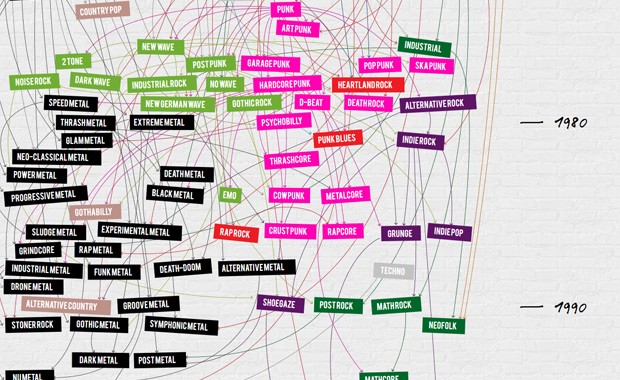 COUNTRY POP
PUNK
ART PUNK
NEW WAVE
INDUSTRIAL
2 TONE
POST PUNK
GARAGE PUNK
POP PUNK
SKA PUNK
NOISE ROCK
DARK WAVE
INDUSTRIAL ROCK
NO WAVE
HARDCORE PUNK
HEARTLAND ROCK
SPEED METAL
NEW GERMAN WAVE
GOTHIC ROCK
D-BEAT
DEATH ROCK
ALTERNATIVE ROCK
THRASH METAL
EXTREME METAL
PSYCHOBILLY
1980
GLAM METAL
PUNK BLUES
INDIE ROCK
NEO-CLASSICAL METAL
THRASHCORE
POWER METAL
DEATH METAL
PROGRESSIVE METAL
BLACK METAL
EMO
COWPUNK
METALCORE
GOTHABILLY
SLUDGE METAL
EXPERIMENTAL METAL
RAP ROCK
CRUST PUNK
RAPCORE
GRUNGE
INDIE POP
GRINDCORE
RAP METAL
INDUSTRIAL METAL
FUNK METAL
DEATH-DOOM
ALTERNATIVE METAL
TECHNO
DRONE METAL
ALTERNATIVE COUNTRY
GROOVE METAL
SHOEGAZE
POST ROCK
MATH ROCK
1990
STONER ROCK
GOTHIC METAL
SYMPHONIC METAL
NEOFOLK
DARK METAL
POST METAL
NU METAL
MATHCORE